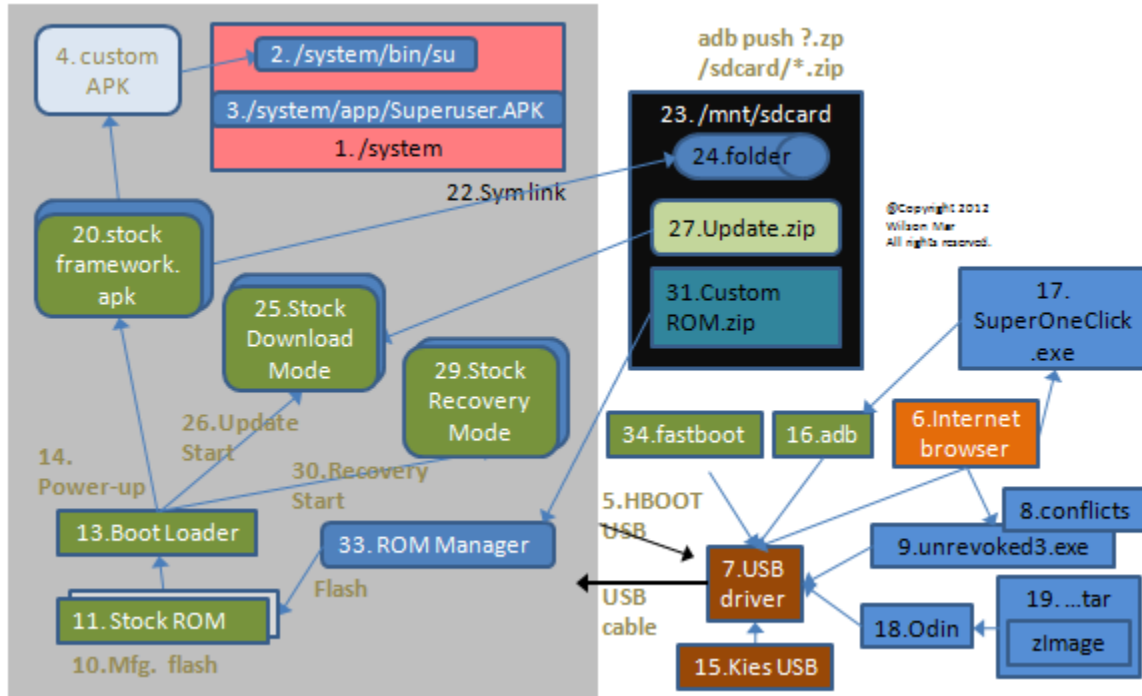 4. custom
APK
2. /system/bin/su
3./system/app/Superuser.APK
1. /system
adb push ?.zp
/sdcard/*.zip
23. /mnt/sdcard
24.folder
22.Sym link
27.Update.zip
@Copyright 2012
Wilson Mar
All rights reserved.
20.stock
framework.
apk
25.Stock
Download
Mode
31.Custom
ROM.zip
17.
SuperOneClick
.exe
29.Stock
Recovery
Mode
26.Update
Start
34.fastboot
16.adb
6.Internet
browser
14.
Power-up
30.Recovery
Start
5.HBOOT
USB
8.conflicts
13.Boot Loader
33. ROM Manager
9.unrevoked3.exe
7.USB
driver
Flash
USB
cable
19. ...tar
zImage
11. Stock ROM
18.Odin
10.Mfg. flash
15.Kies USB